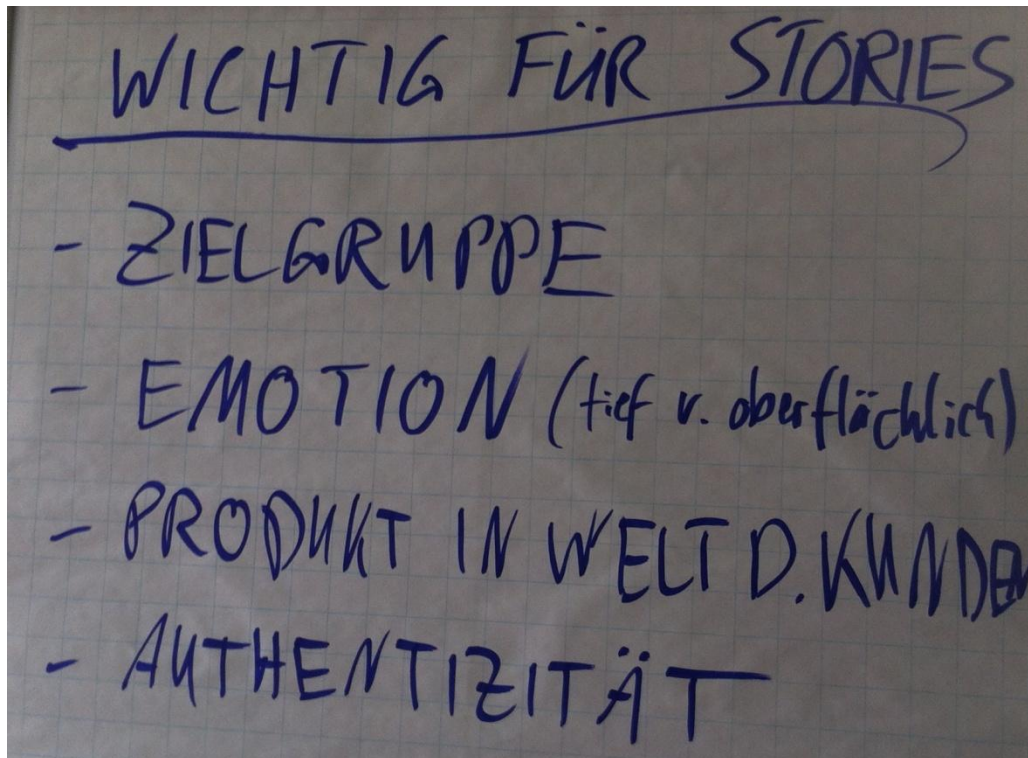 WICHTIG FÜR STORIES
- ZIELGRUPPE
- EMOTION (tief v. oberflächlich)
- PRODUKT IN WELT D. KUNDEN
- AUTHENTIZITÄT